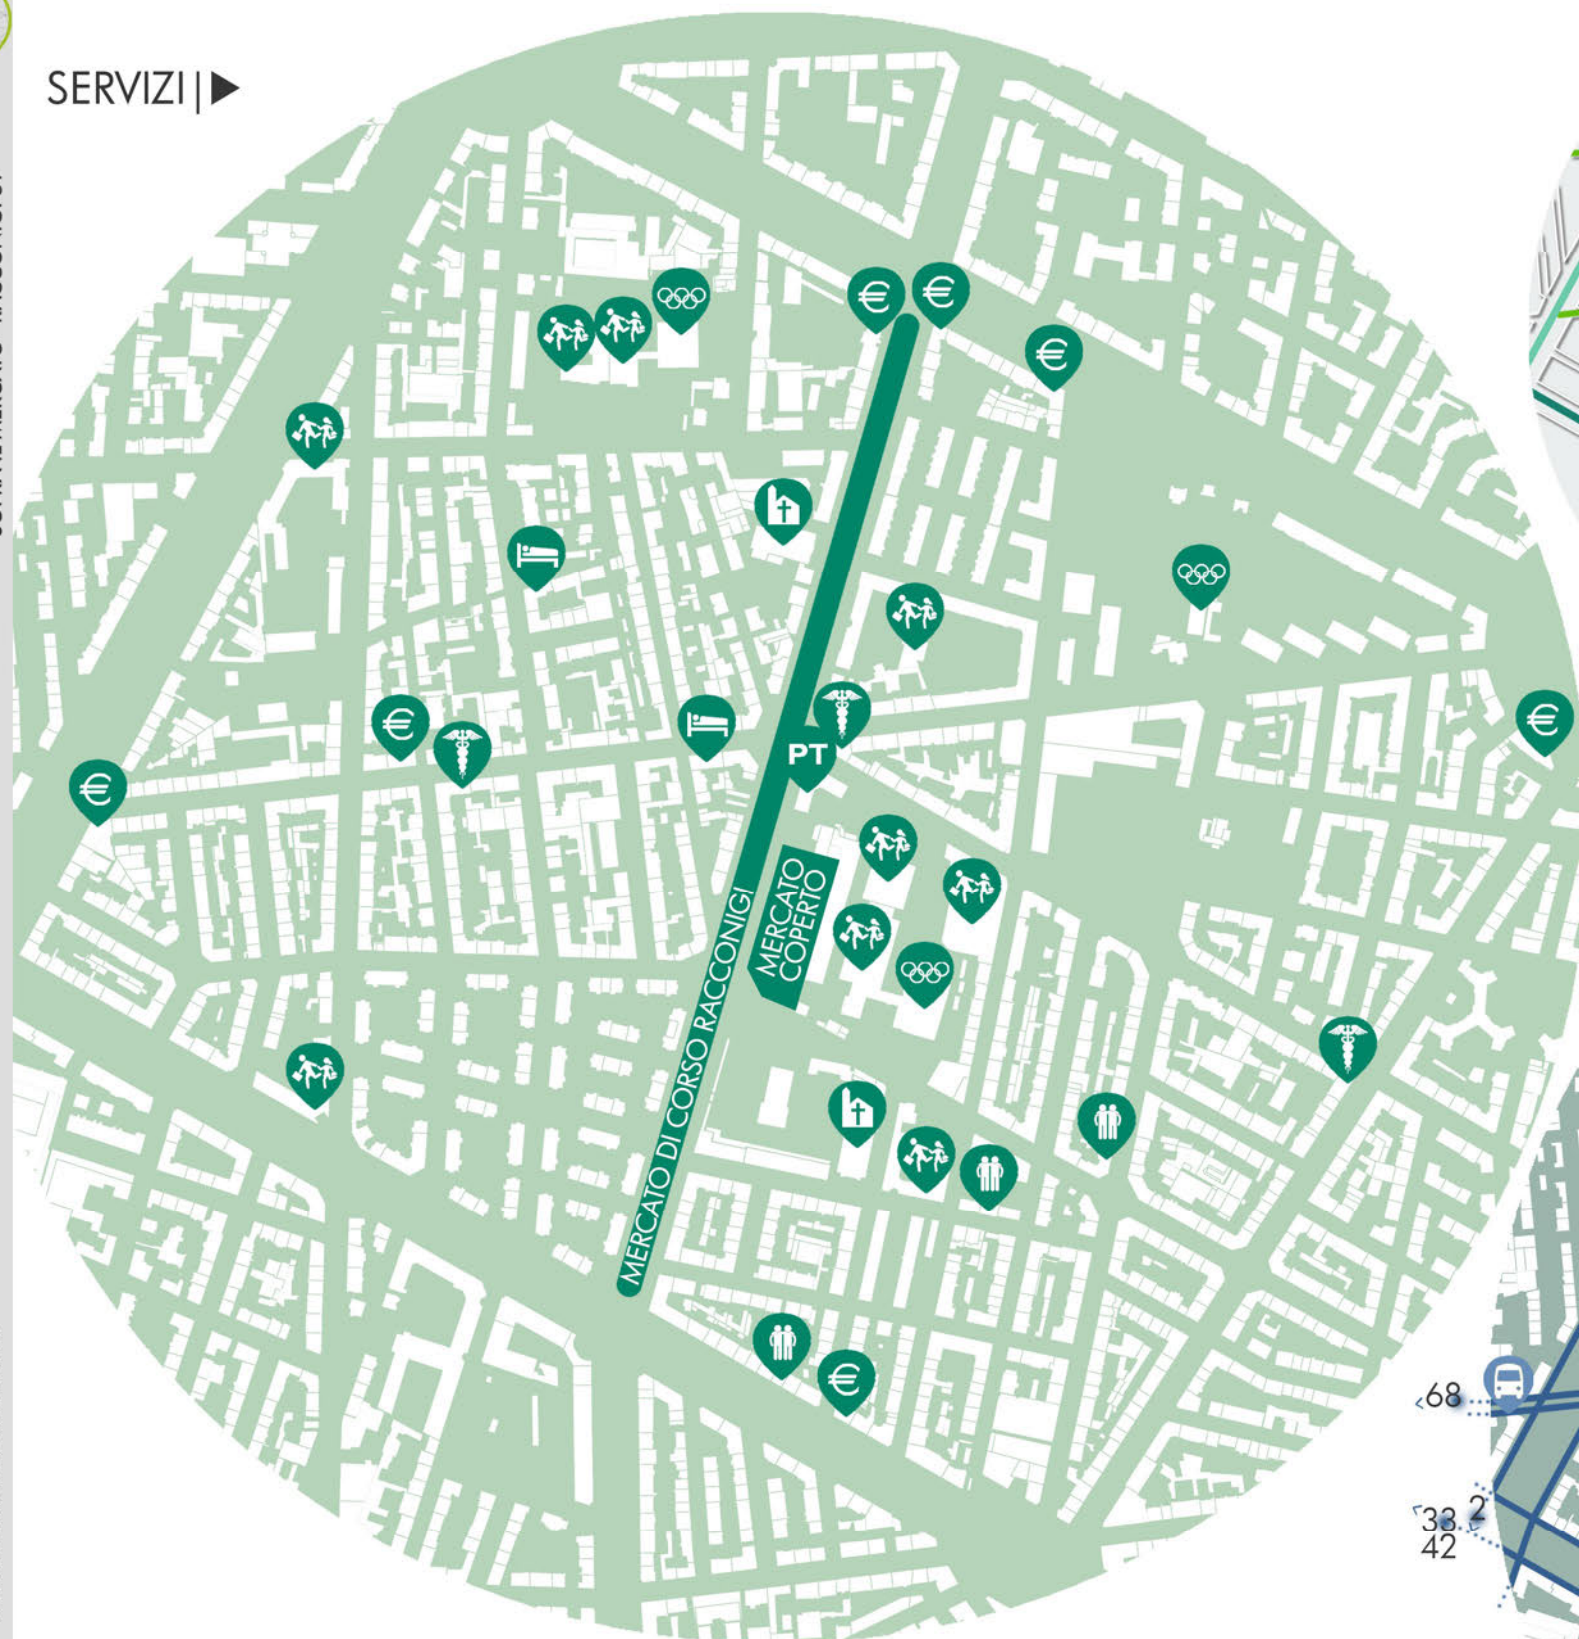 SERVIZI|▶
€
€
€
€
€
€
PT
MERCATO
COPERTO
MERCATO DI CORSO RACCONIGI
€
<68
33 2
42